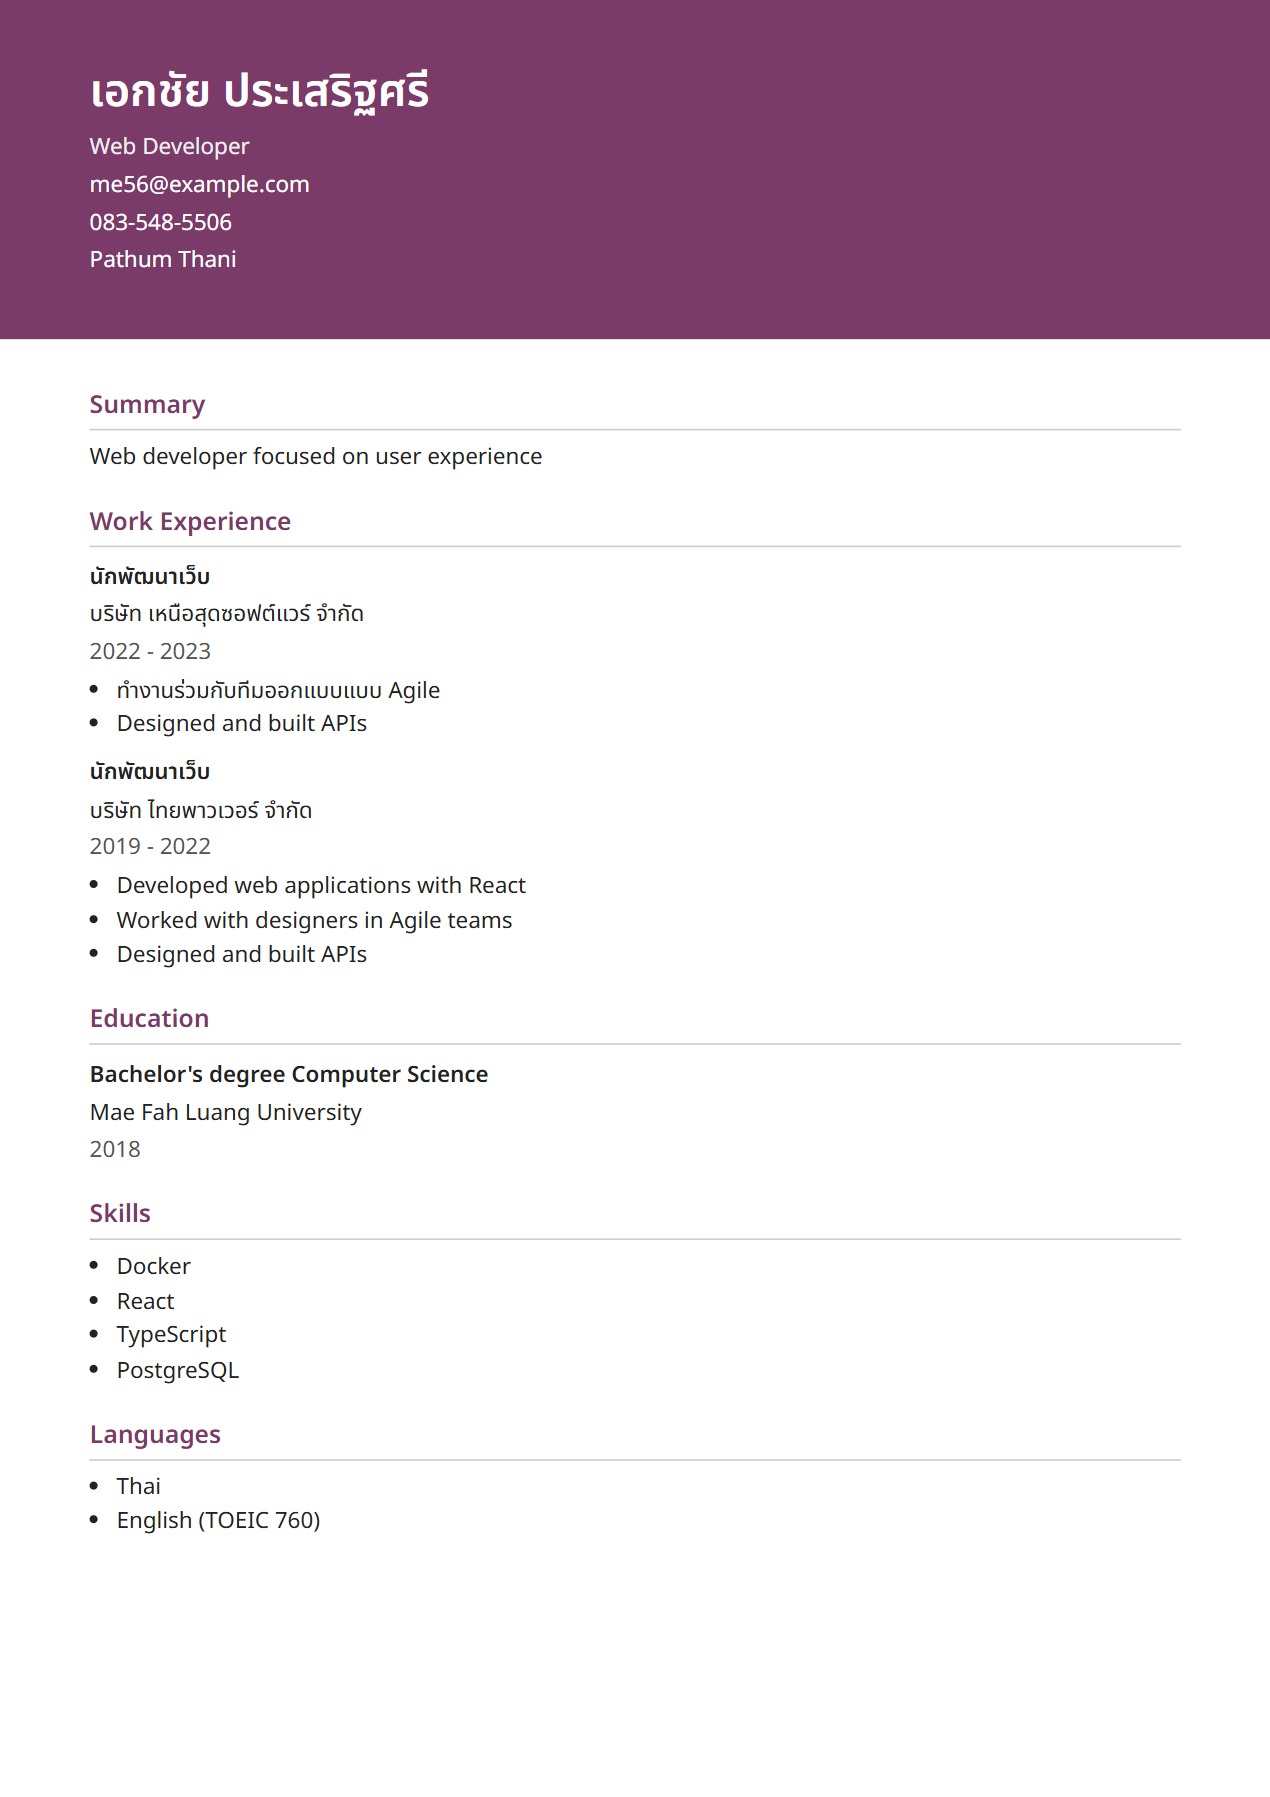 เอกชัย ประเสริฐศรี
Web Developer
me56@example.com
083-548-5506
Pathum Thani
Summary
Web developer focused on user experience
Work Experience
นักพัฒนาเว็บ
บริษัท เหนือสุดซอฟต์แวร์ จำกัด
2022 - 2023
• ทำงานร่วมกับทีมออกแบบแบบ Agile
• Designed and built APIs
นักพัฒนาเว็บ
บริษัท ไทยพาวเวอร์ จำกัด
2019 - 2022
• Developed web applications with React
• Worked with designers in Agile teams
• Designed and built APIs
Education
Bachelor's degree Computer Science
Mae Fah Luang University
2018
Skills
• Docker
• React
• TypeScript
• PostgreSQL
Languages
• Thai
• English (TOEIC 760)